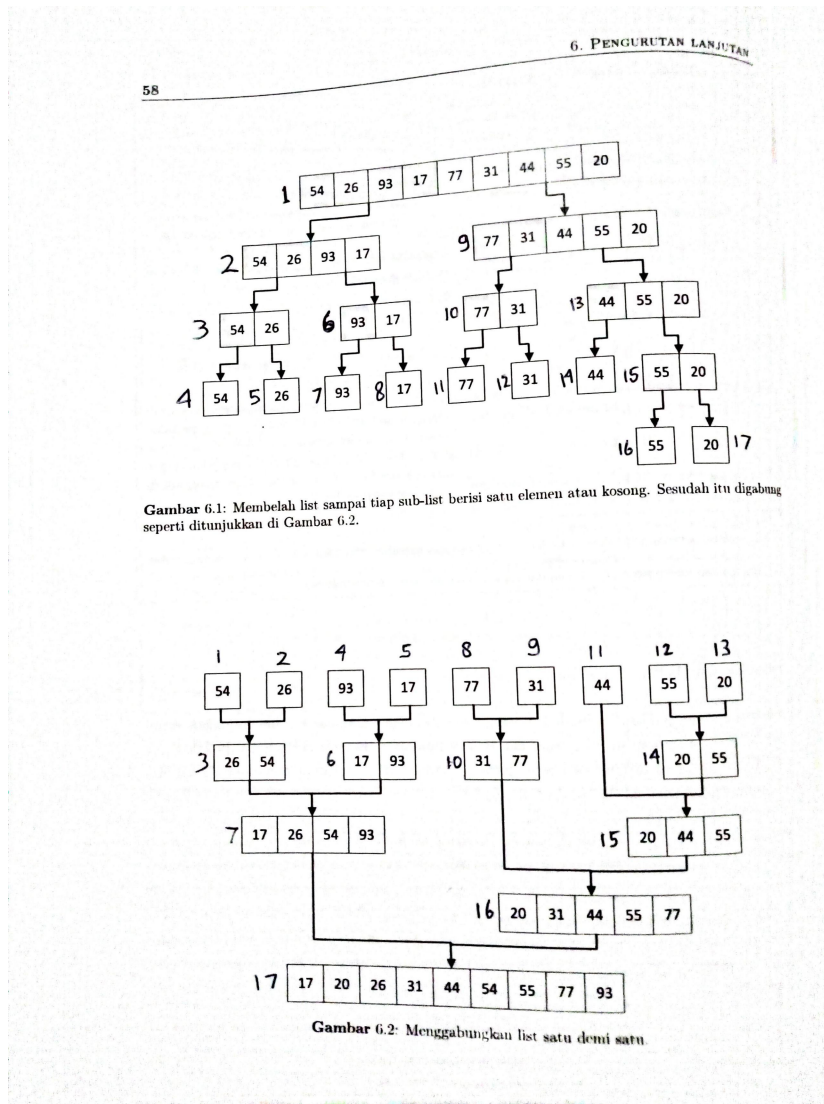 6. PENGURUTAN LANJUTAN
58
1 54 26 93 17 77 31 44 55 20
2 54 26 93 17 9 77 31 44 55 20
3 54 26 6 93 17 10 77 31 13 44 55 20
4 54 5 26 7 93 8 17 11 77 12 31 14 44 15 55 20
16 55 20 17
Gambar 6.1: Membelah list sampai tiap sub-list berisi satu elemen atau kosong. Sesudah itu digabung
seperti ditunjukkan di Gambar 6.2.
1 2 4 5 8 9 11 12 13
54 26 93 17 77 31 44 55 20
3 26 54 6 17 93 10 31 77 14 20 55
7 17 26 54 93 15 20 44 55
16 20 31 44 55 77
17 17 20 26 31 44 54 55 77 93
Gambar 6.2: Menggabungkan list satu demi satu.